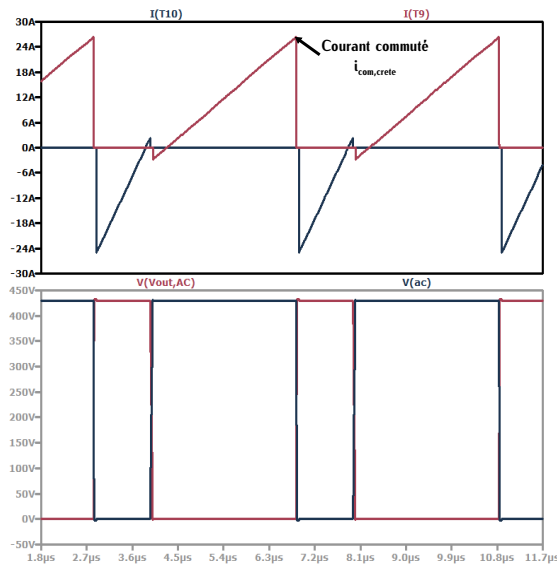 I(T10) I(T9)
30A
24A
18A
12A
6A
0A
-6A
-12A
-18A
-24A
-30A
Courant commuté
i_com,crete
V(Vout,AC) V(ac)
450V
400V
350V
300V
250V
200V
150V
100V
50V
0V
-50V
1.8µs 2.7µs 3.6µs 4.5µs 5.4µs 6.3µs 7.2µs 8.1µs 9.0µs 9.9µs 10.8µs 11.7µs